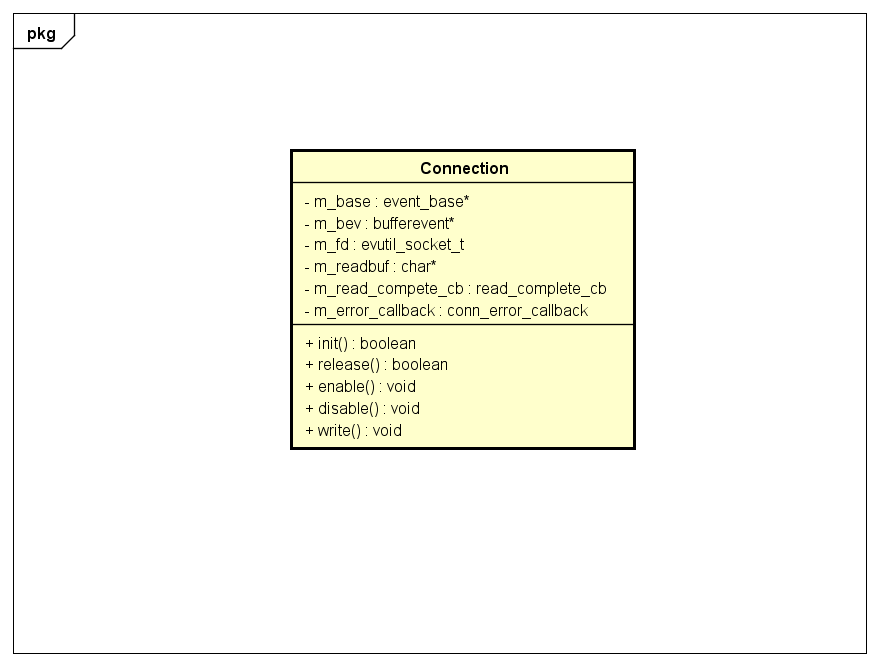 pkg
Connection
- m_base : event_base*
- m_bev : bufferevent*
- m_fd : evutil_socket_t
- m_readbuf : char*
- m_read_compete_cb : read_complete_cb
- m_error_callback : conn_error_callback
+ init() : boolean
+ release() : boolean
+ enable() : void
+ disable() : void
+ write() : void